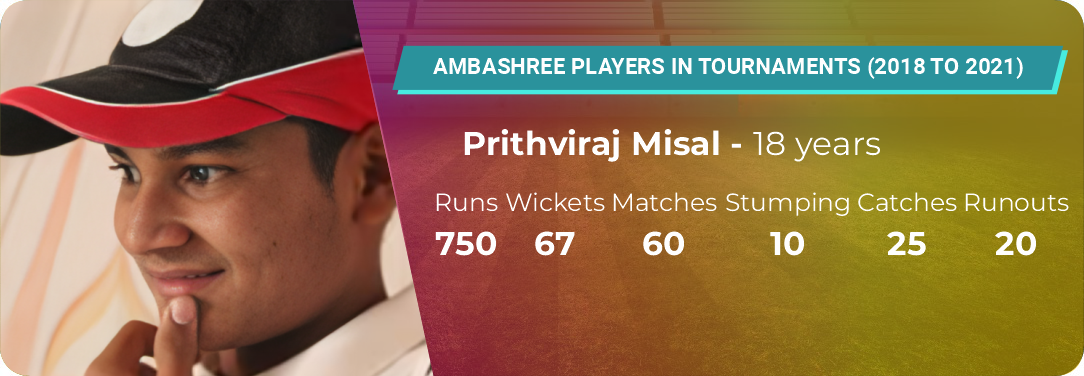 AMBASHREE PLAYERS IN TOURNAMENTS (2018 TO 2021)
Prithviraj Misal - 18 years
Runs Wickets Matches Stumping Catches Runouts
750 67 60 10 25 20